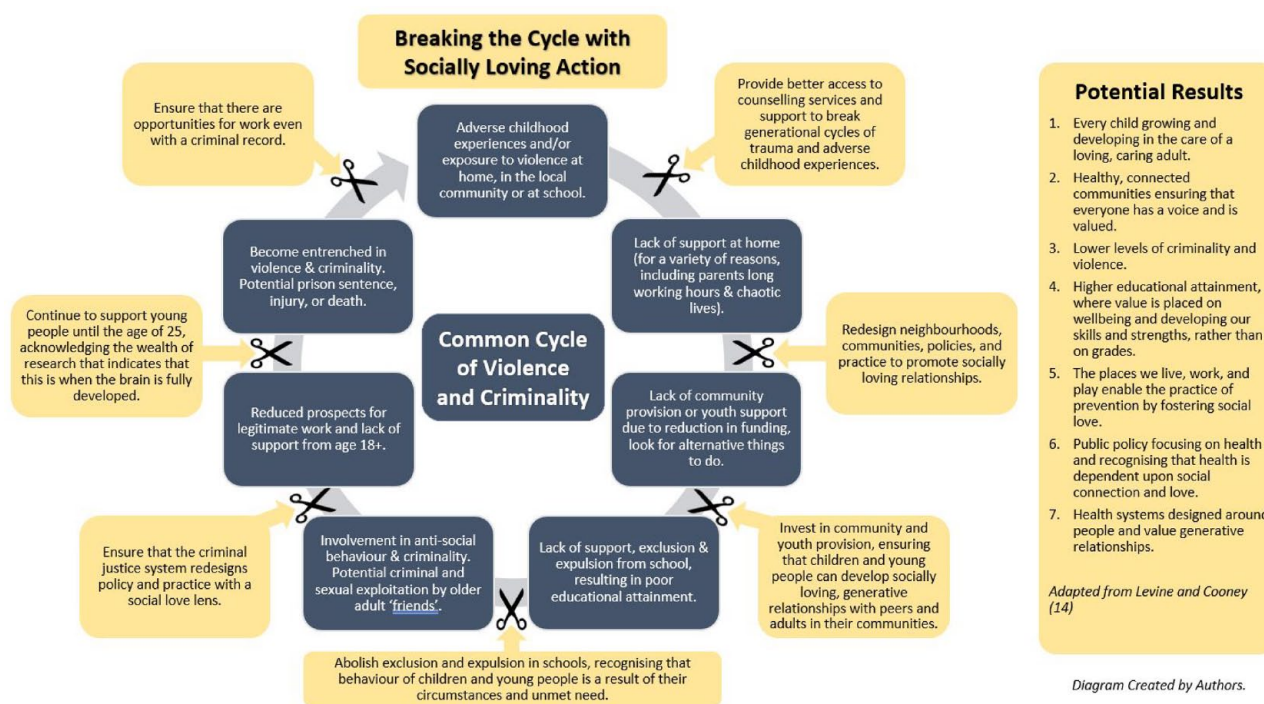 Breaking the Cycle with
Socially Loving Action
Ensure that there are
opportunities for work even
with a criminal record.
Adverse childhood
experiences and/or
exposure to violence at
home, in the local
community or at school.
Provide better access to
counselling services and
support to break
generational cycles of
trauma and adverse
childhood experiences.
Become entrenched in
violence & criminality.
Potential prison sentence,
injury, or death.
Lack of support at home
(for a variety of reasons,
including parents long
working hours & chaotic
lives).
Continue to support young
people until the age of 25,
acknowledging the wealth of
research that indicates that
this is when the brain is fully
developed.
Common Cycle
of Violence
and Criminality
Redesign neighbourhoods,
communities, policies, and
practice to promote socially
loving relationships.
Reduced prospects for
legitimate work and lack of
support from age 18+.
Lack of community
provision or youth support
due to reduction in funding,
look for alternative things
to do.
Ensure that the criminal
justice system redesigns
policy and practice with a
social love lens.
Involvement in anti-social
behaviour & criminality.
Potential criminal and
sexual exploitation by older
adult ‘friends’.
Lack of support, exclusion &
expulsion from school,
resulting in poor
educational attainment.
Invest in community and
youth provision, ensuring
that children and young
people can develop socially
loving, generative
relationships with peers and
adults in their communities.
Abolish exclusion and expulsion in schools, recognising that
behaviour of children and young people is a result of their
circumstances and unmet need.
Potential Results
1. Every child growing and
developing in the care of a
loving, caring adult.
2. Healthy, connected
communities ensuring that
everyone has a voice and is
valued.
3. Lower levels of criminality and
violence.
4. Higher educational attainment,
where value is placed on
wellbeing and developing our
skills and strengths, rather than
on grades.
5. The places we live, work, and
play enable the practice of
prevention by fostering social
love.
6. Public policy focusing on health
and recognising that health is
dependent upon social
connection and love.
7. Health systems designed around
people and value generative
relationships.
Adapted from Levine and Cooney
(14)
Diagram Created by Authors.